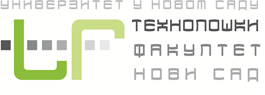 УНИВЕРЗИТЕТ У НОВОМ САДУ
ТЕХНОЛОШКИ
ФАКУЛТЕТ
НОВИ САД